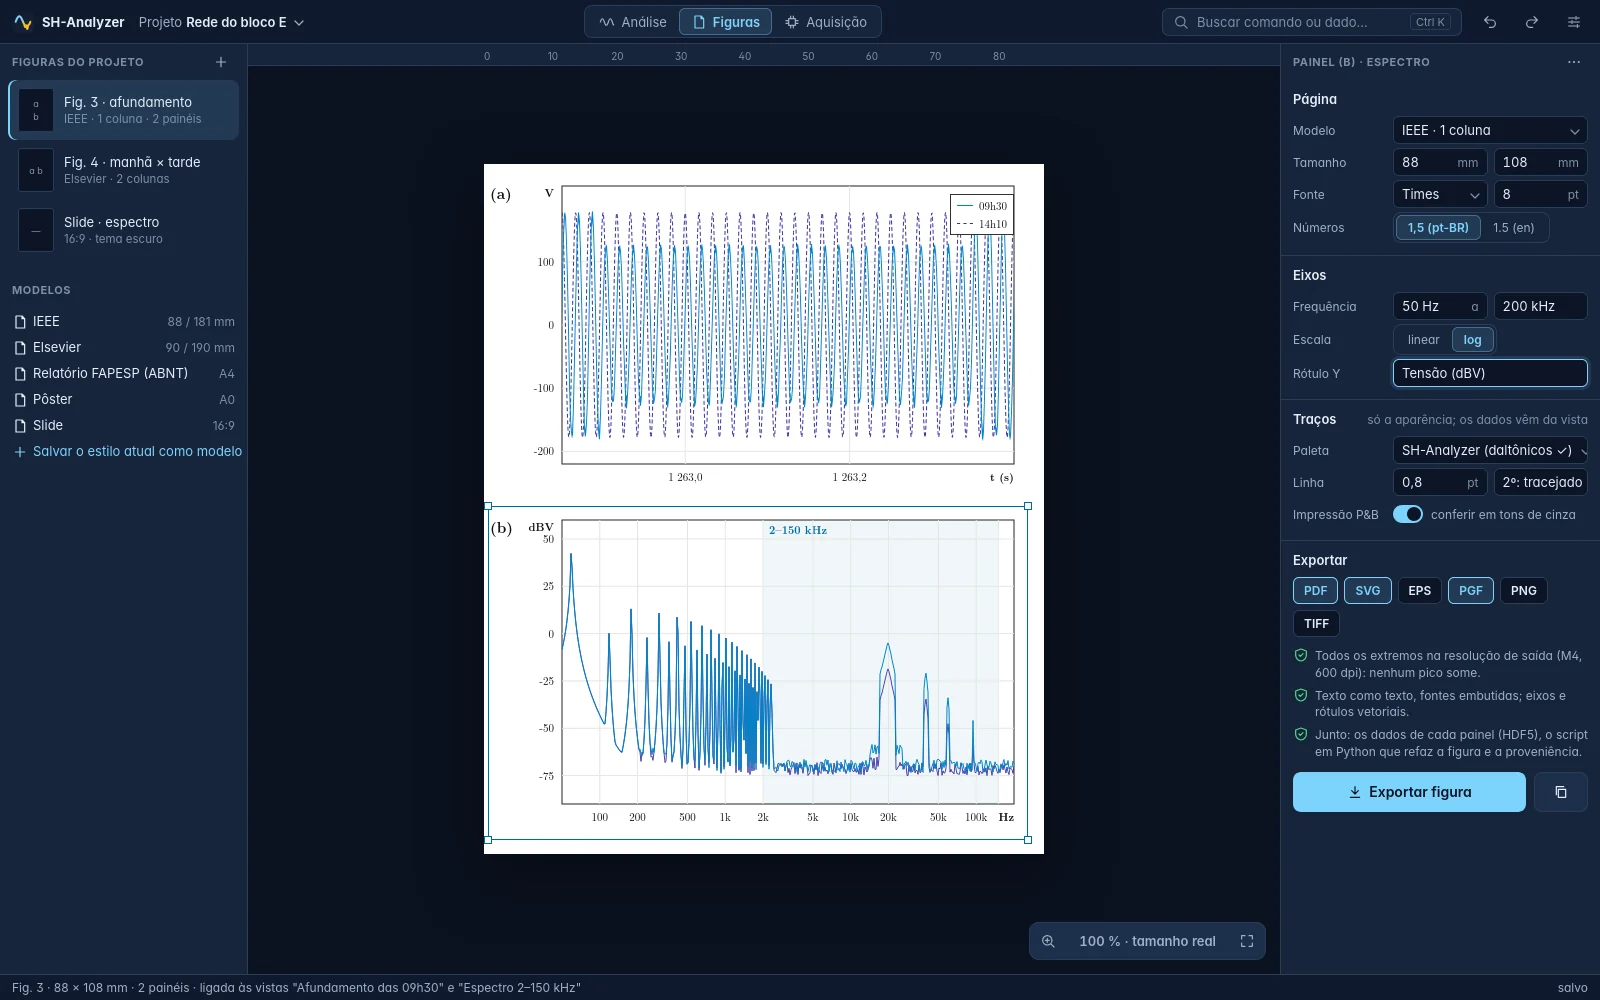 SH-Analyzer
Projeto Rede do bloco E
Análise
Figuras
Aquisição
Buscar comando ou dado...
Ctrl K
FIGURAS DO PROJETO
a
b
Fig. 3 · afundamento
IEEE · 1 coluna · 2 painéis
a b
Fig. 4 · manhã × tarde
Elsevier · 2 colunas
Slide · espectro
16:9 · tema escuro
MODELOS
IEEE 88 / 181 mm
Elsevier 90 / 190 mm
Relatório FAPESP (ABNT) A4
Pôster A0
Slide 16:9
Salvar o estilo atual como modelo
0 10 20 30 40 50 60 70 80
(a)
V
09h30
14h10
100
0
-100
-200
1 263,0 1 263,2 t (s)
(b)
dBV
2–150 kHz
50
25
0
-25
-50
-75
100 200 500 1k 2k 5k 10k 20k 50k 100k Hz
100 % · tamanho real
PAINEL (B) · ESPECTRO
Página
Modelo IEEE · 1 coluna
Tamanho 88 mm 108 mm
Fonte Times 8 pt
Números 1,5 (pt-BR) 1.5 (en)
Eixos
Frequência 50 Hz a 200 kHz
Escala linear log
Rótulo Y Tensão (dBV)
Traços só a aparência; os dados vêm da vista
Paleta SH-Analyzer (daltônicos ✓)
Linha 0,8 pt 2º: tracejado
Impressão P&B conferir em tons de cinza
Exportar
PDF SVG EPS PGF PNG
TIFF
Todos os extremos na resolução de saída (M4,
600 dpi): nenhum pico some.
Texto como texto, fontes embutidas; eixos e
rótulos vetoriais.
Junto: os dados de cada painel (HDF5), o script
em Python que refaz a figura e a proveniência.
Exportar figura
Fig. 3 · 88 × 108 mm · 2 painéis · ligada às vistas "Afundamento das 09h30" e "Espectro 2–150 kHz"
salvo